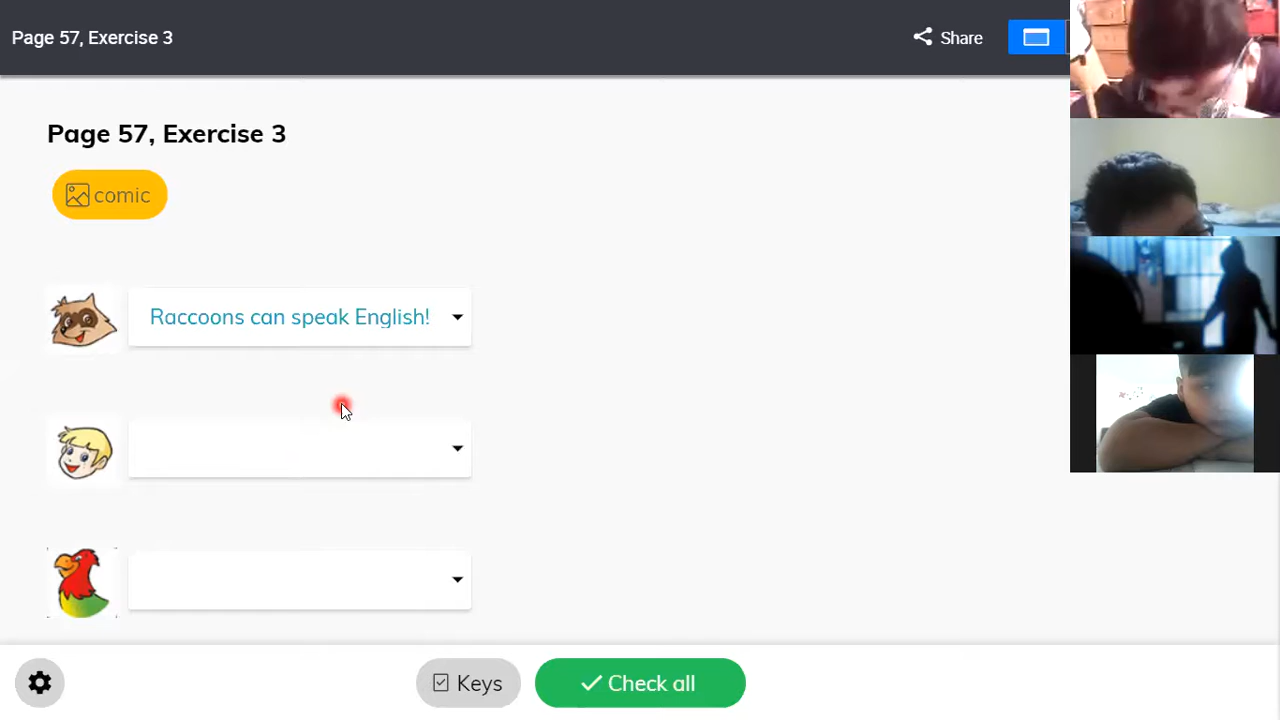 Page 57, Exercise 3
Share
Page 57, Exercise 3
comic
Raccoons can speak English!
Keys
Check all